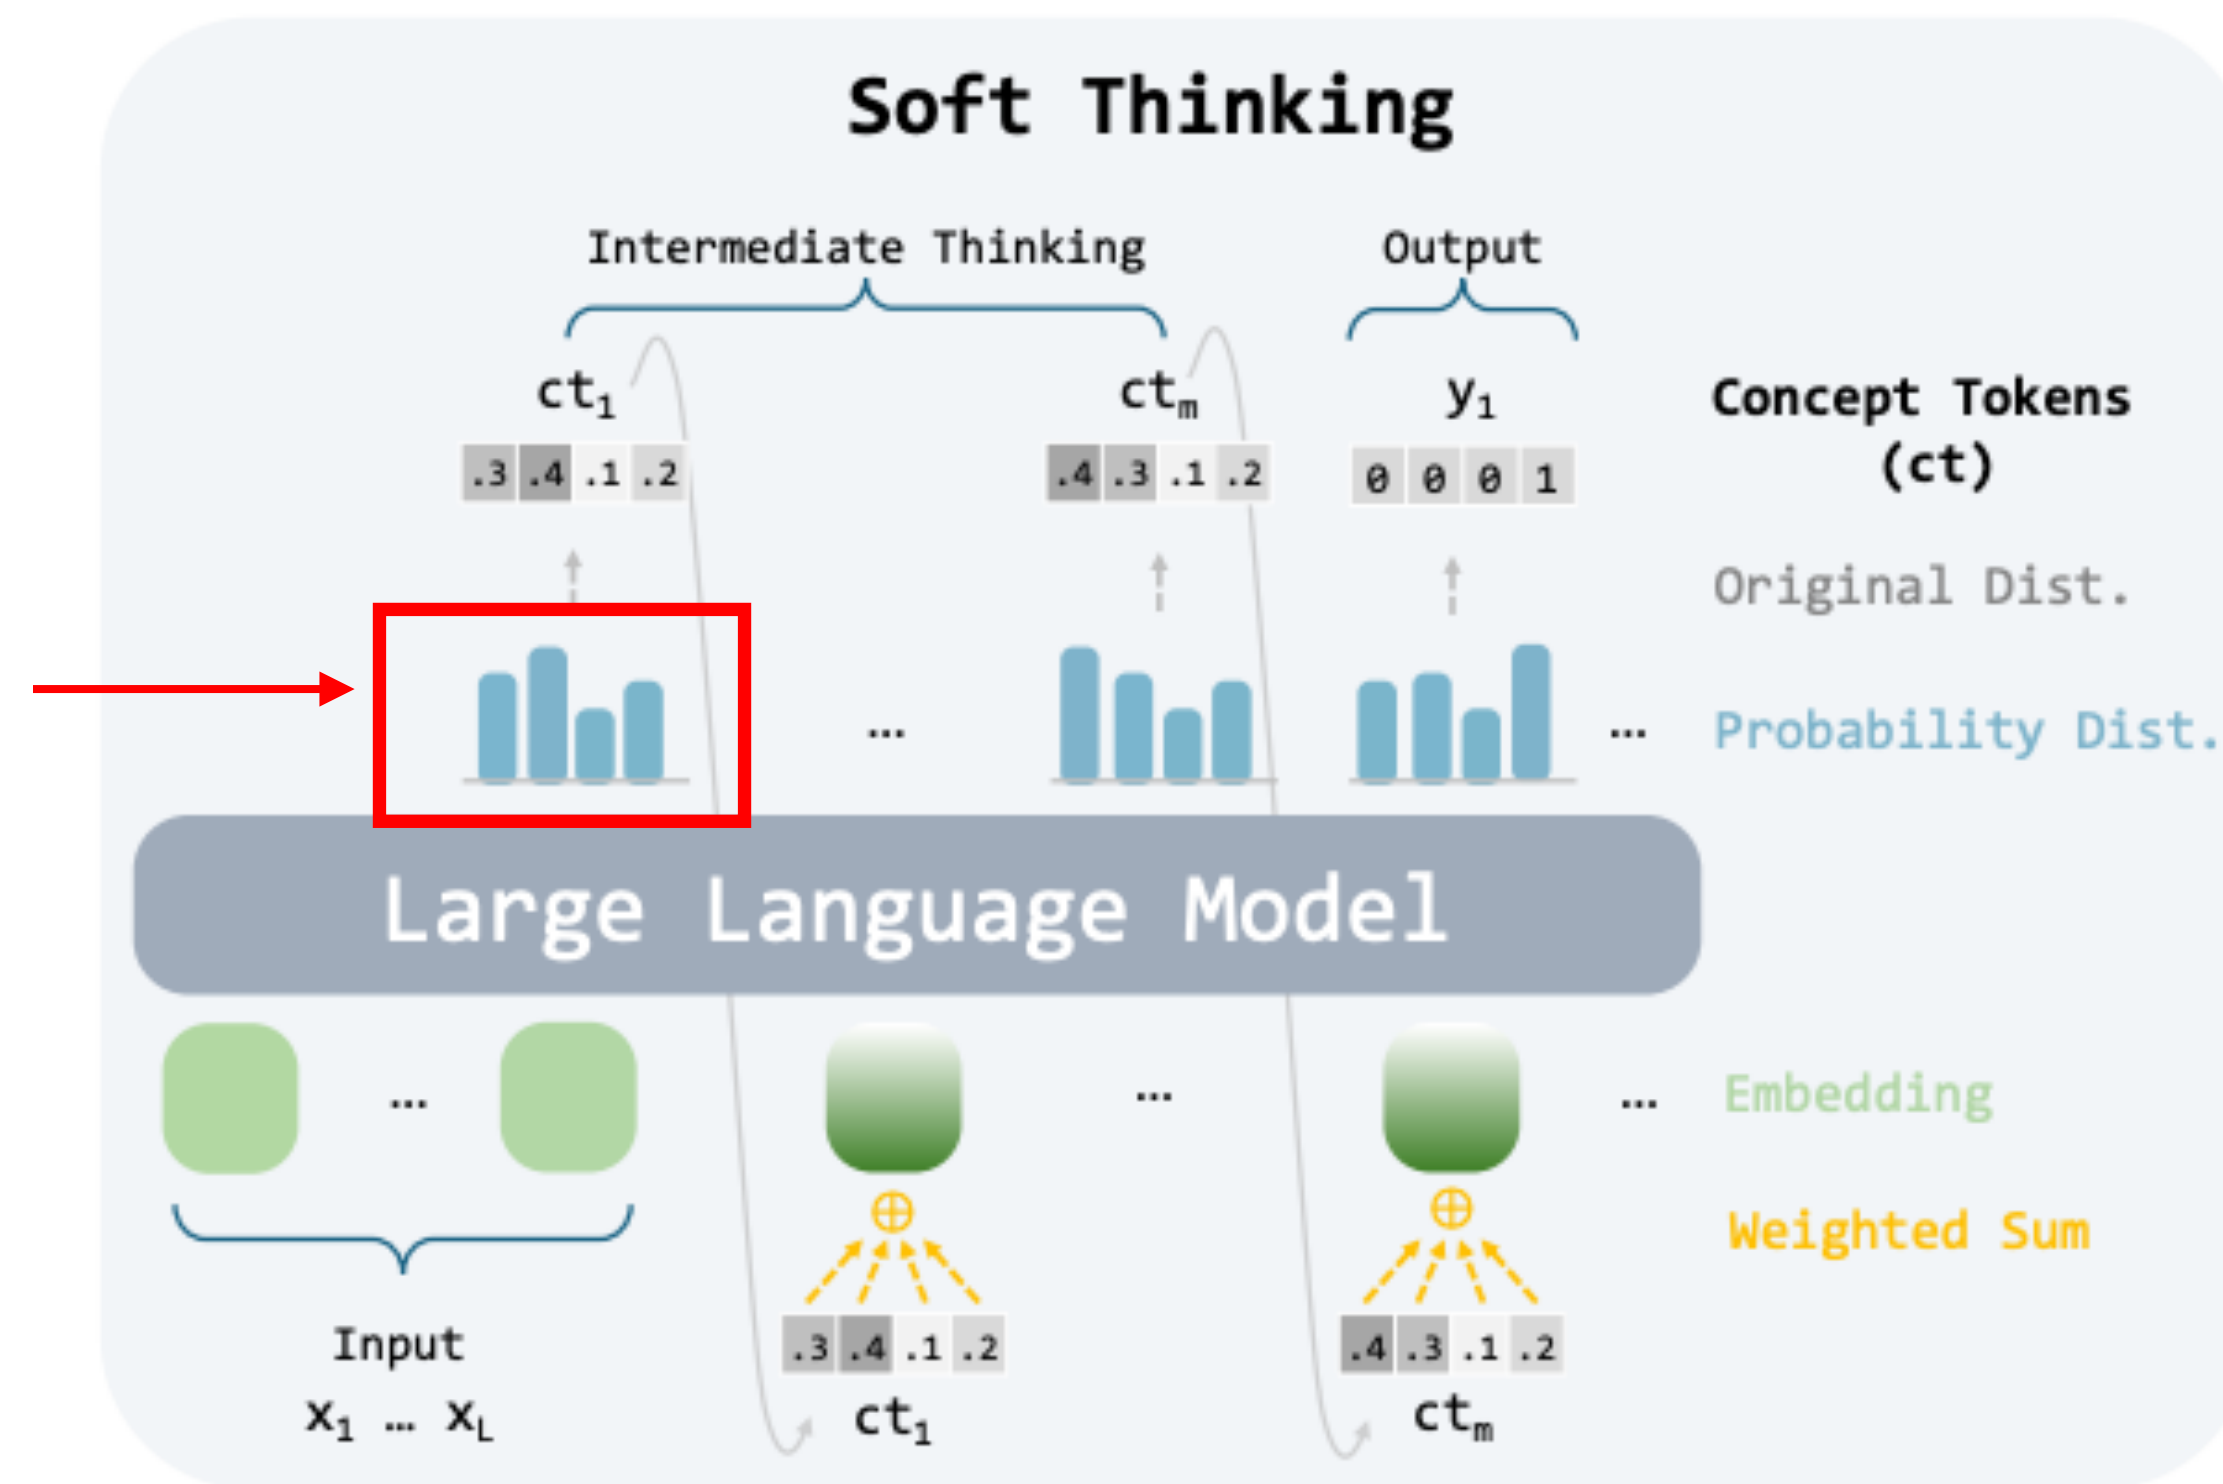 Soft Thinking
Intermediate Thinking
Output
ct₁
ctₘ
y₁
Concept Tokens
(ct)
.3 .4 .1 .2
.4 .3 .1 .2
0 0 0 1
Original Dist.
...
...
Probability Dist.
Large Language Model
...
...
...
Embedding
Weighted Sum
.3 .4 .1 .2
.4 .3 .1 .2
Input
x₁ … x_L
ct₁
ctₘ